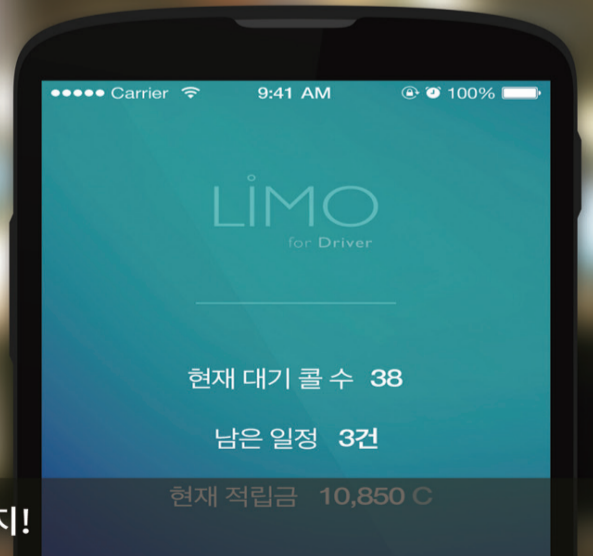 Carrier 9:41 AM 100%
LiMO
for Driver
현재 대기 콜 수 38
남은 일정 3건
현재 적립금 10,850 C
지!